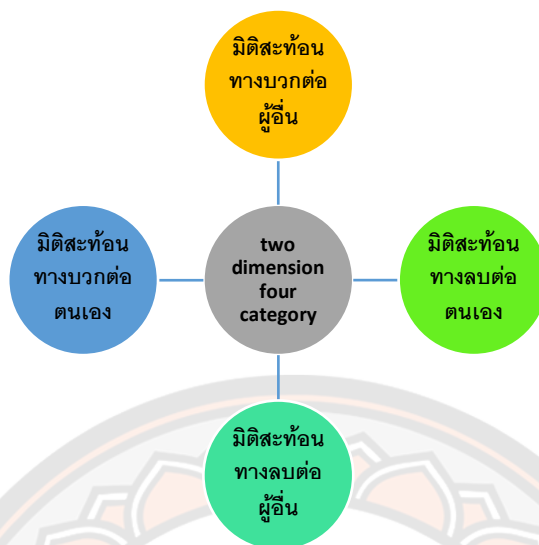 มิติสะท้อน
ทางบวกต่อ
ผู้อื่น
มิติสะท้อน
ทางบวกต่อ
ตนเอง
two
dimension
four
category
มิติสะท้อน
ทางลบต่อ
ตนเอง
มิติสะท้อน
ทางลบต่อ
ผู้อื่น